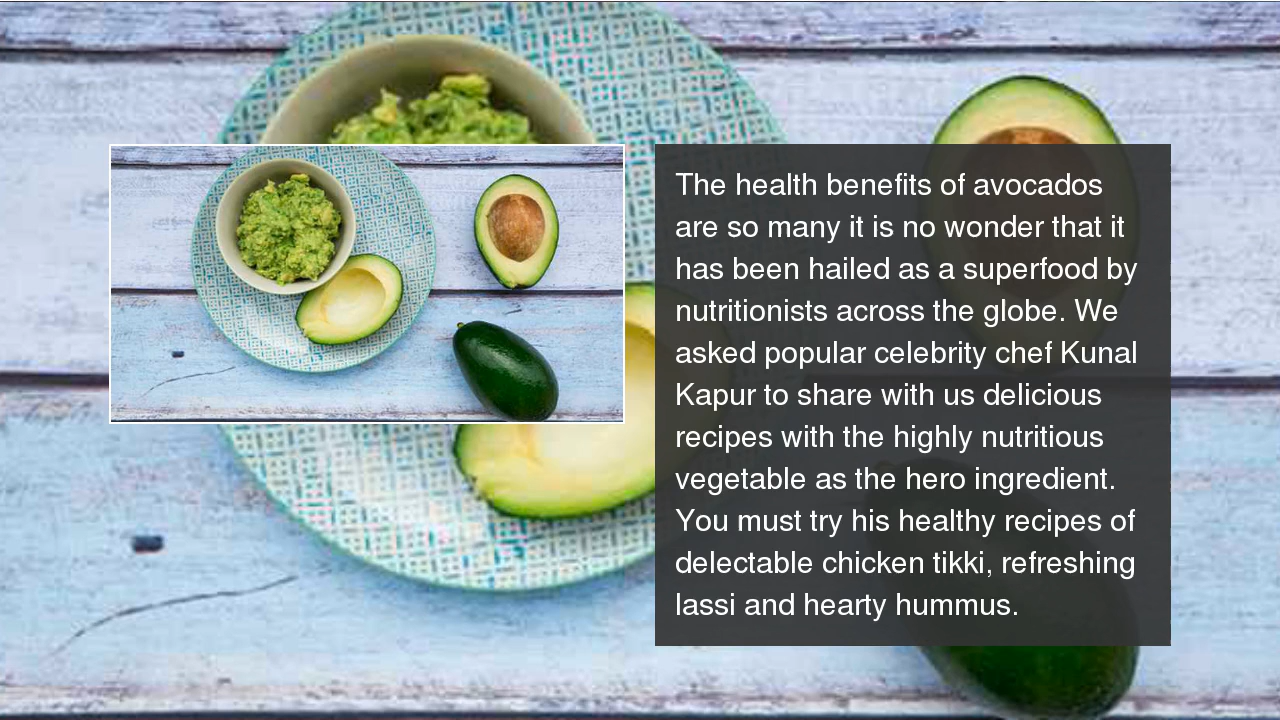 The health benefits of avocados
are so many it is no wonder that it
has been hailed as a superfood by
nutritionists across the globe. We
asked popular celebrity chef Kunal
Kapur to share with us delicious
recipes with the highly nutritious
vegetable as the hero ingredient.
You must try his healthy recipes of
delectable chicken tikki, refreshing
lassi and hearty hummus.